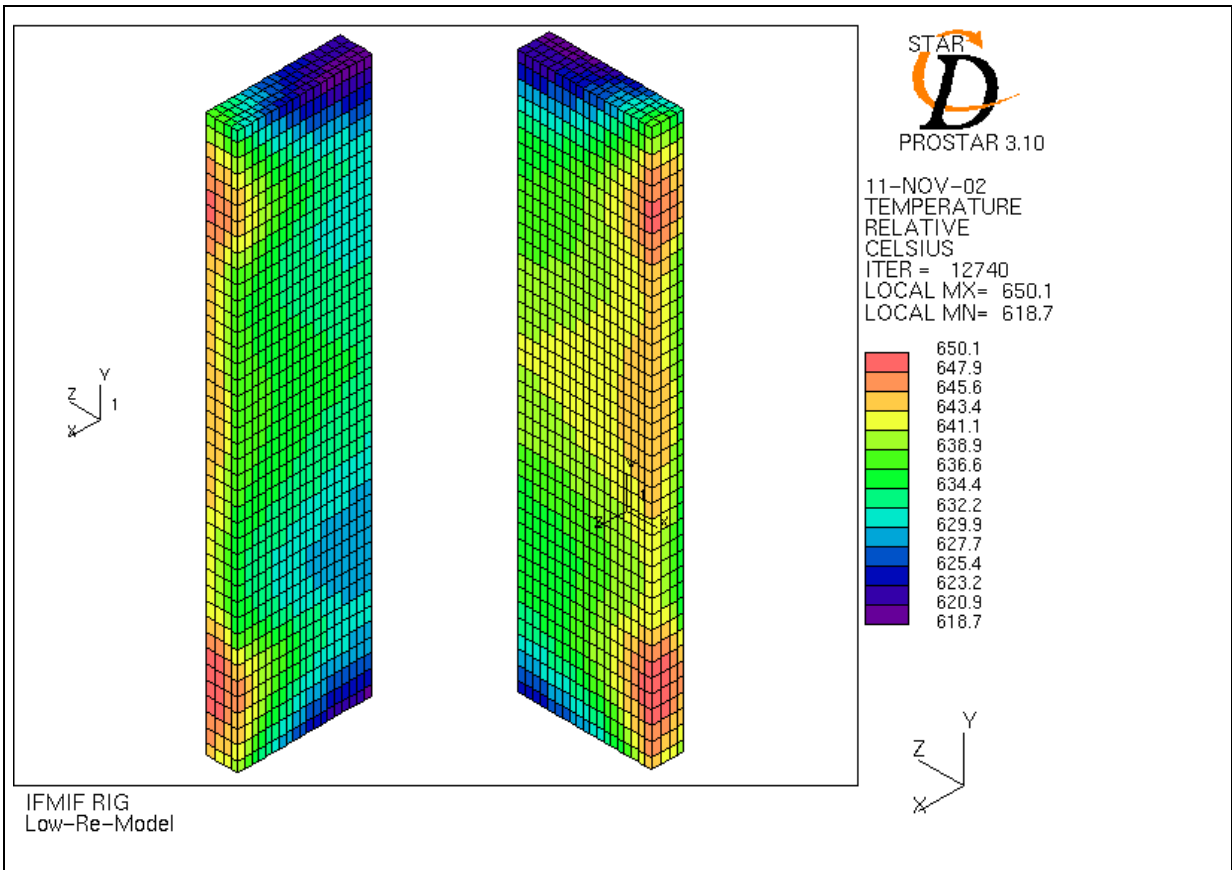 STAR
D
PROSTAR 3.10
11-NOV-02
TEMPERATURE
RELATIVE
CELSIUS
ITER = 12740
LOCAL MX= 650.1
LOCAL MN= 618.7
650.1
647.9
645.6
643.4
641.1
638.9
636.6
634.4
632.2
629.9
627.7
625.4
623.2
620.9
618.7
Y
Z
1
X
Y
1
Z
X
Y
Z
X
IFMIF RIG
Low-Re-Model